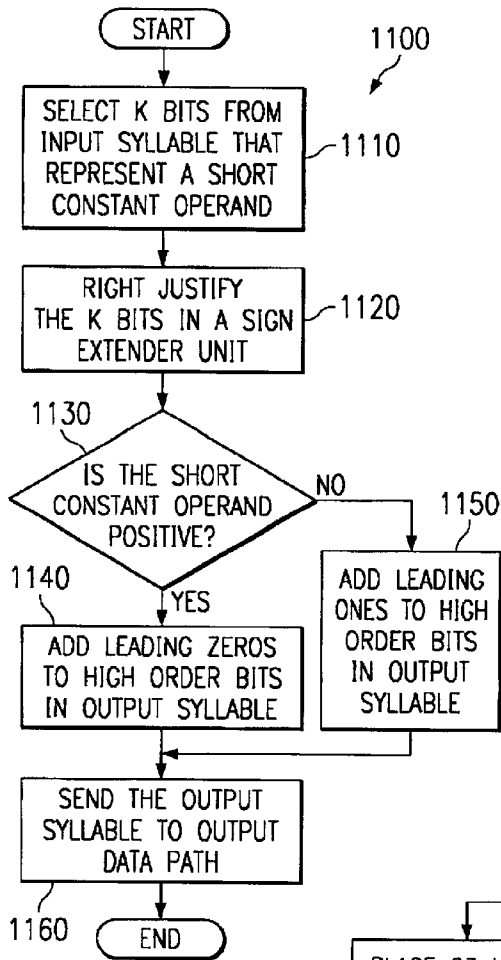 START
1100
SELECT K BITS FROM
INPUT SYLLABLE THAT
REPRESENT A SHORT
CONSTANT OPERAND
1110
RIGHT JUSTIFY
THE K BITS IN A SIGN
EXTENDER UNIT
1120
1130
IS THE SHORT
CONSTANT OPERAND
POSITIVE?
NO
YES
1150
ADD LEADING
ONES TO HIGH
ORDER BITS
IN OUTPUT
SYLLABLE
1140
ADD LEADING ZEROS
TO HIGH ORDER BITS
IN OUTPUT SYLLABLE
SEND THE OUTPUT
SYLLABLE TO OUTPUT
DATA PATH
1160
END